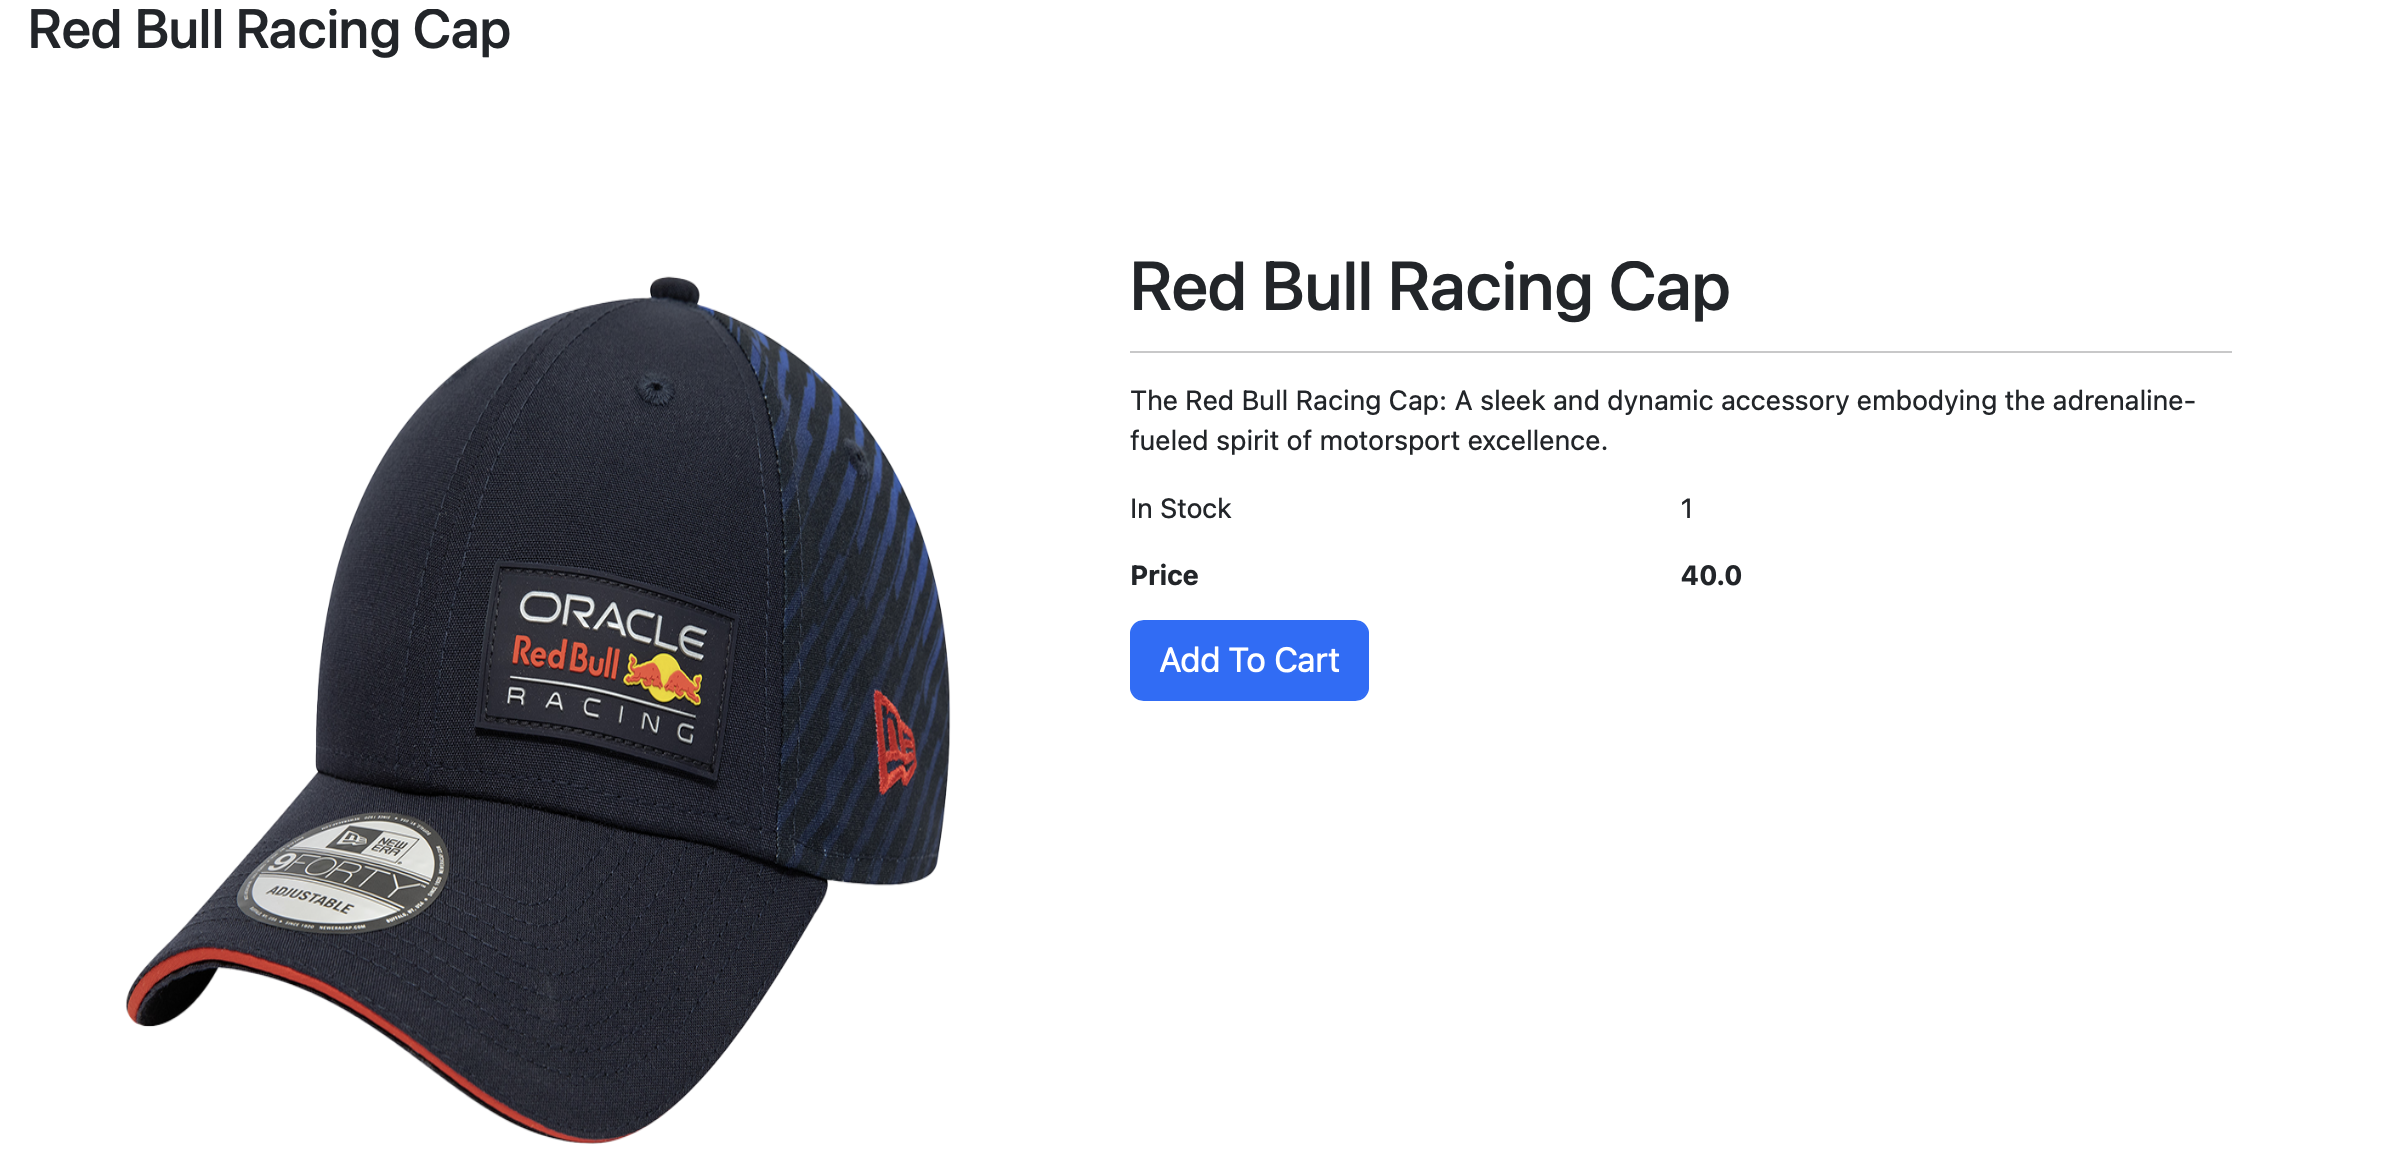 Red Bull Racing Cap
Red Bull Racing Cap
The Red Bull Racing Cap: A sleek and dynamic accessory embodying the adrenaline-
fueled spirit of motorsport excellence.
In Stock 1
Price 40.0
Add To Cart
ORACLE
Red Bull
RACING
NEW
ERA
9FORTY
ADJUSTABLE